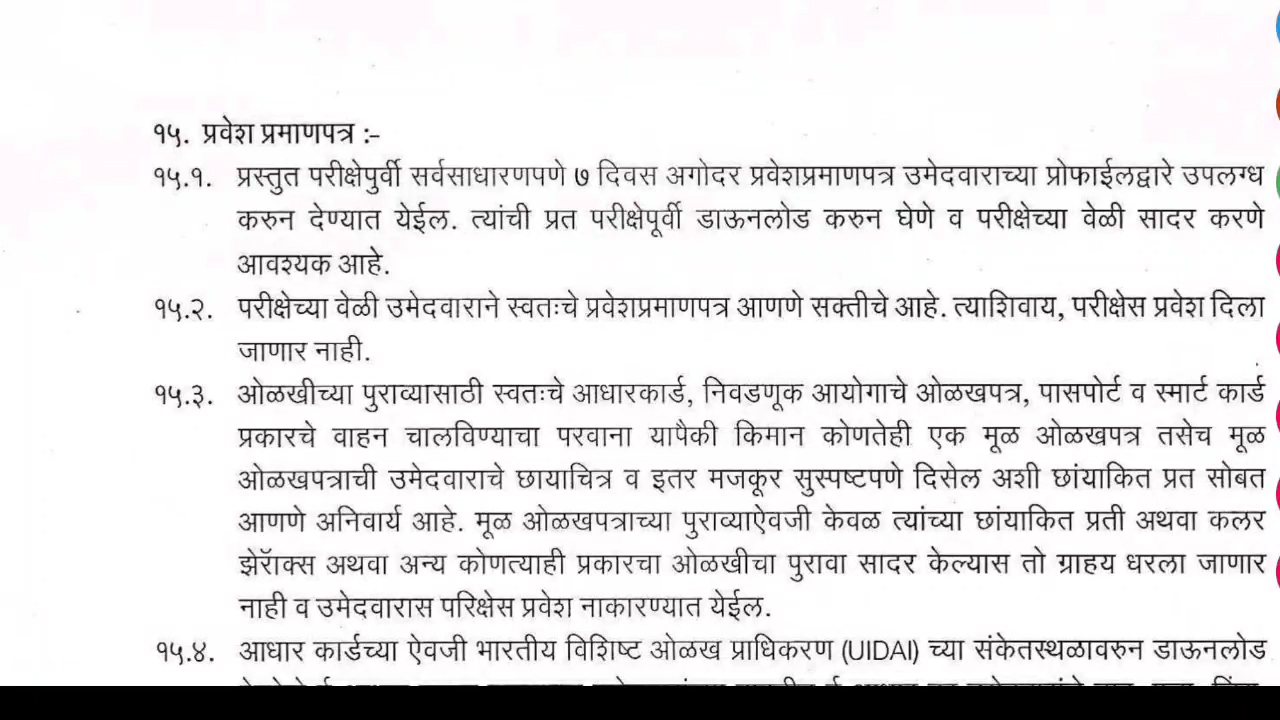 १५. प्रवेश प्रमाणपत्र :-
१५.१. प्रस्तुत परीक्षेपुर्वी सर्वसाधारणपणे ७ दिवस अगोदर प्रवेशप्रमाणपत्र उमेदवाराच्या प्रोफाईलद्वारे उपलग्ध
करुन देण्यात येईल. त्यांची प्रत परीक्षेपूर्वी डाऊनलोड करुन घेणे व परीक्षेच्या वेळी सादर करणे
आवश्यक आहे.
१५.२. परीक्षेच्या वेळी उमेदवाराने स्वतःचे प्रवेशप्रमाणपत्र आणणे सक्तीचे आहे. त्याशिवाय, परीक्षेस प्रवेश दिला
जाणार नाही.
१५.३. ओळखीच्या पुराव्यासाठी स्वतःचे आधारकार्ड, निवडणूक आयोगाचे ओळखपत्र, पासपोर्ट व स्मार्ट कार्ड
प्रकारचे वाहन चालविण्याचा परवाना यापैकी किमान कोणतेही एक मूळ ओळखपत्र तसेच मूळ
ओळखपत्राची उमेदवाराचे छायाचित्र व इतर मजकूर सुस्पष्टपणे दिसेल अशी छांयाकित प्रत सोबत
आणणे अनिवार्य आहे. मूळ ओळखपत्राच्या पुराव्याऐवजी केवळ त्यांच्या छांयाकित प्रती अथवा कलर
झेरॅाक्स अथवा अन्य कोणत्याही प्रकारचा ओळखीचा पुरावा सादर केल्यास तो ग्राहय धरला जाणार
नाही व उमेदवारास परिक्षेस प्रवेश नाकारण्यात येईल.
१५.४. आधार कार्डच्या ऐवजी भारतीय विशिष्ट ओळख प्राधिकरण (UIDAI) च्या संकेतस्थळावरुन डाऊनलोड